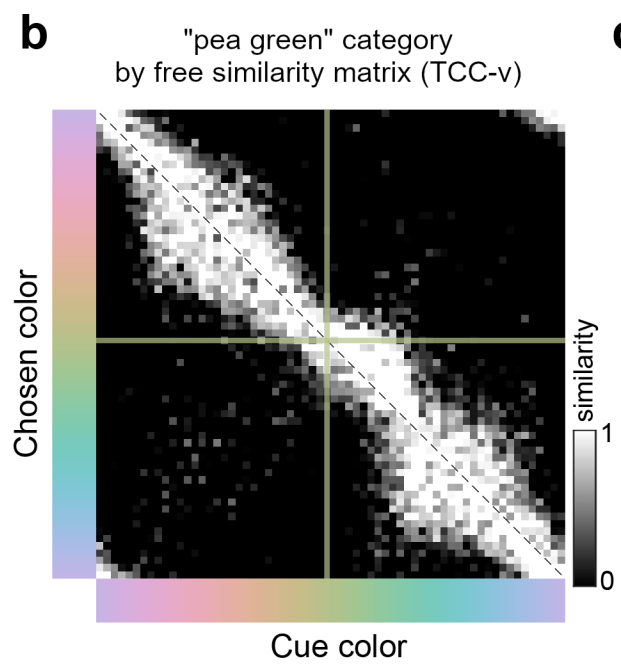 b
"pea green" category
by free similarity matrix (TCC-v)
Chosen color
similarity
1
0
Cue color